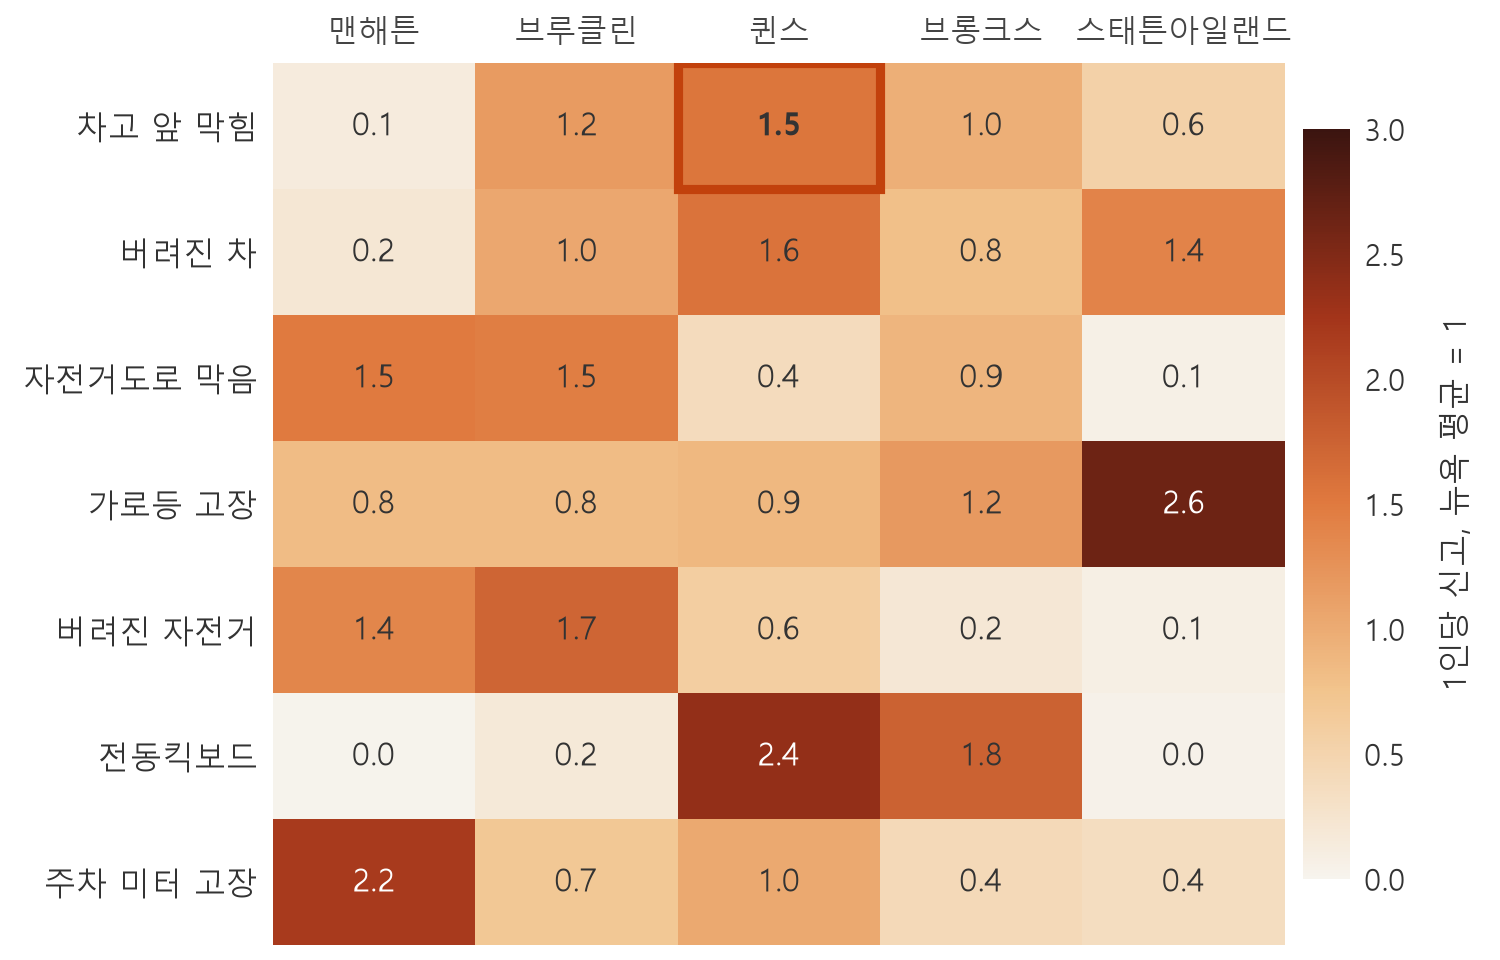 맨해튼 브루클린 퀸스 브롱크스 스태튼아일랜드
차고 앞 막힘 0.1 1.2 1.5 1.0 0.6
버려진 차 0.2 1.0 1.6 0.8 1.4
자전거도로 막음 1.5 1.5 0.4 0.9 0.1
가로등 고장 0.8 0.8 0.9 1.2 2.6
버려진 자전거 1.4 1.7 0.6 0.2 0.1
전동킥보드 0.0 0.2 2.4 1.8 0.0
주차 미터 고장 2.2 0.7 1.0 0.4 0.4
3.0
2.5
2.0
1.5
1.0
0.5
0.0
1인당 신고, 뉴욕 평균 = 1